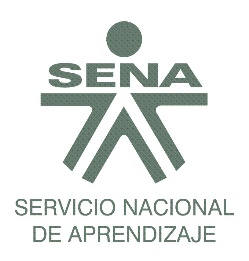 SENA
SERVICIO NACIONAL
DE APRENDIZAJE